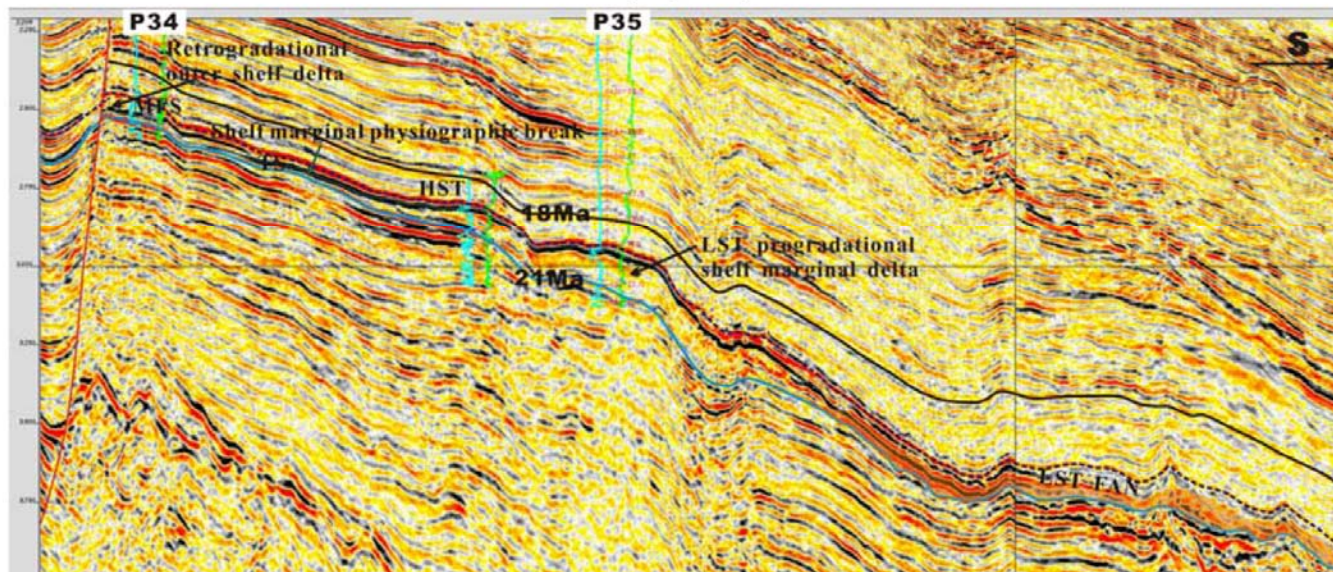 P34
P35
Retrogradational
outer shelf delta
S
MFS
Shelf marginal physiographic break
HST
18Ma
LST progradational
shelf marginal delta
21Ma
LST FAN